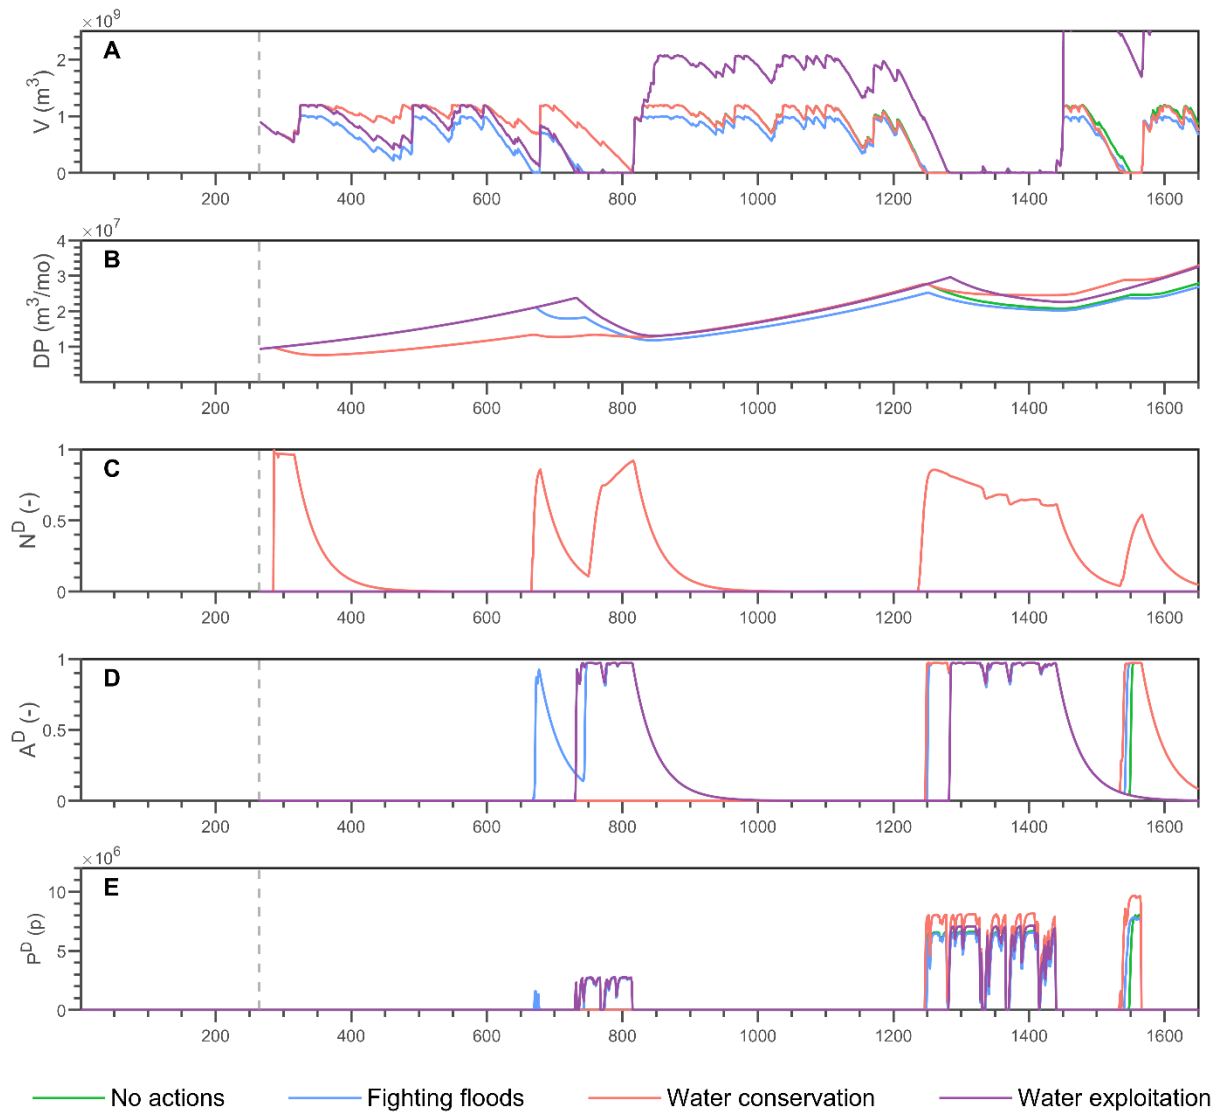 ×10⁹
A
V (m³)
2
1
0
200 400 600 800 1000 1200 1400 1600
×10⁷
B
DP (m³/mo)
4
3
2
1
200 400 600 800 1000 1200 1400 1600
C
Nᴰ (-)
1
0.5
0
200 400 600 800 1000 1200 1400 1600
D
Aᴰ (-)
1
0.5
0
200 400 600 800 1000 1200 1400 1600
×10⁶
E
Pᴰ (p)
10
5
0
200 400 600 800 1000 1200 1400 1600
No actions Fighting floods Water conservation Water exploitation